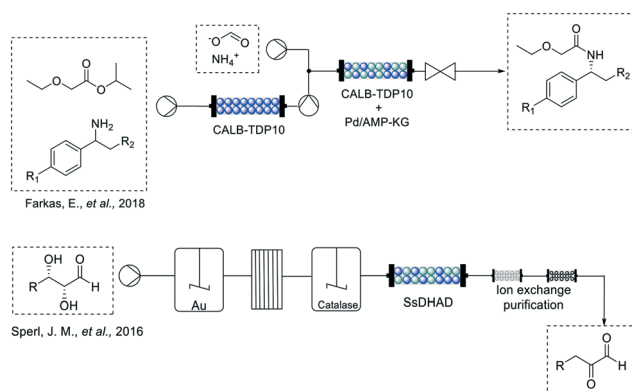 O
O
O
NH₂
R₂
R₁
Farkas, E., et al., 2018
CALB-TDP10
⁻O
O
NH₄⁺
CALB-TDP10
+
Pd/AMP-KG
O
O
NH
R₂
R₁
OH
O
R
H
OH
Sperl, J. M., et al., 2016
Au
Catalase
SsDHAD
Ion exchange
purification
O
R
H
O